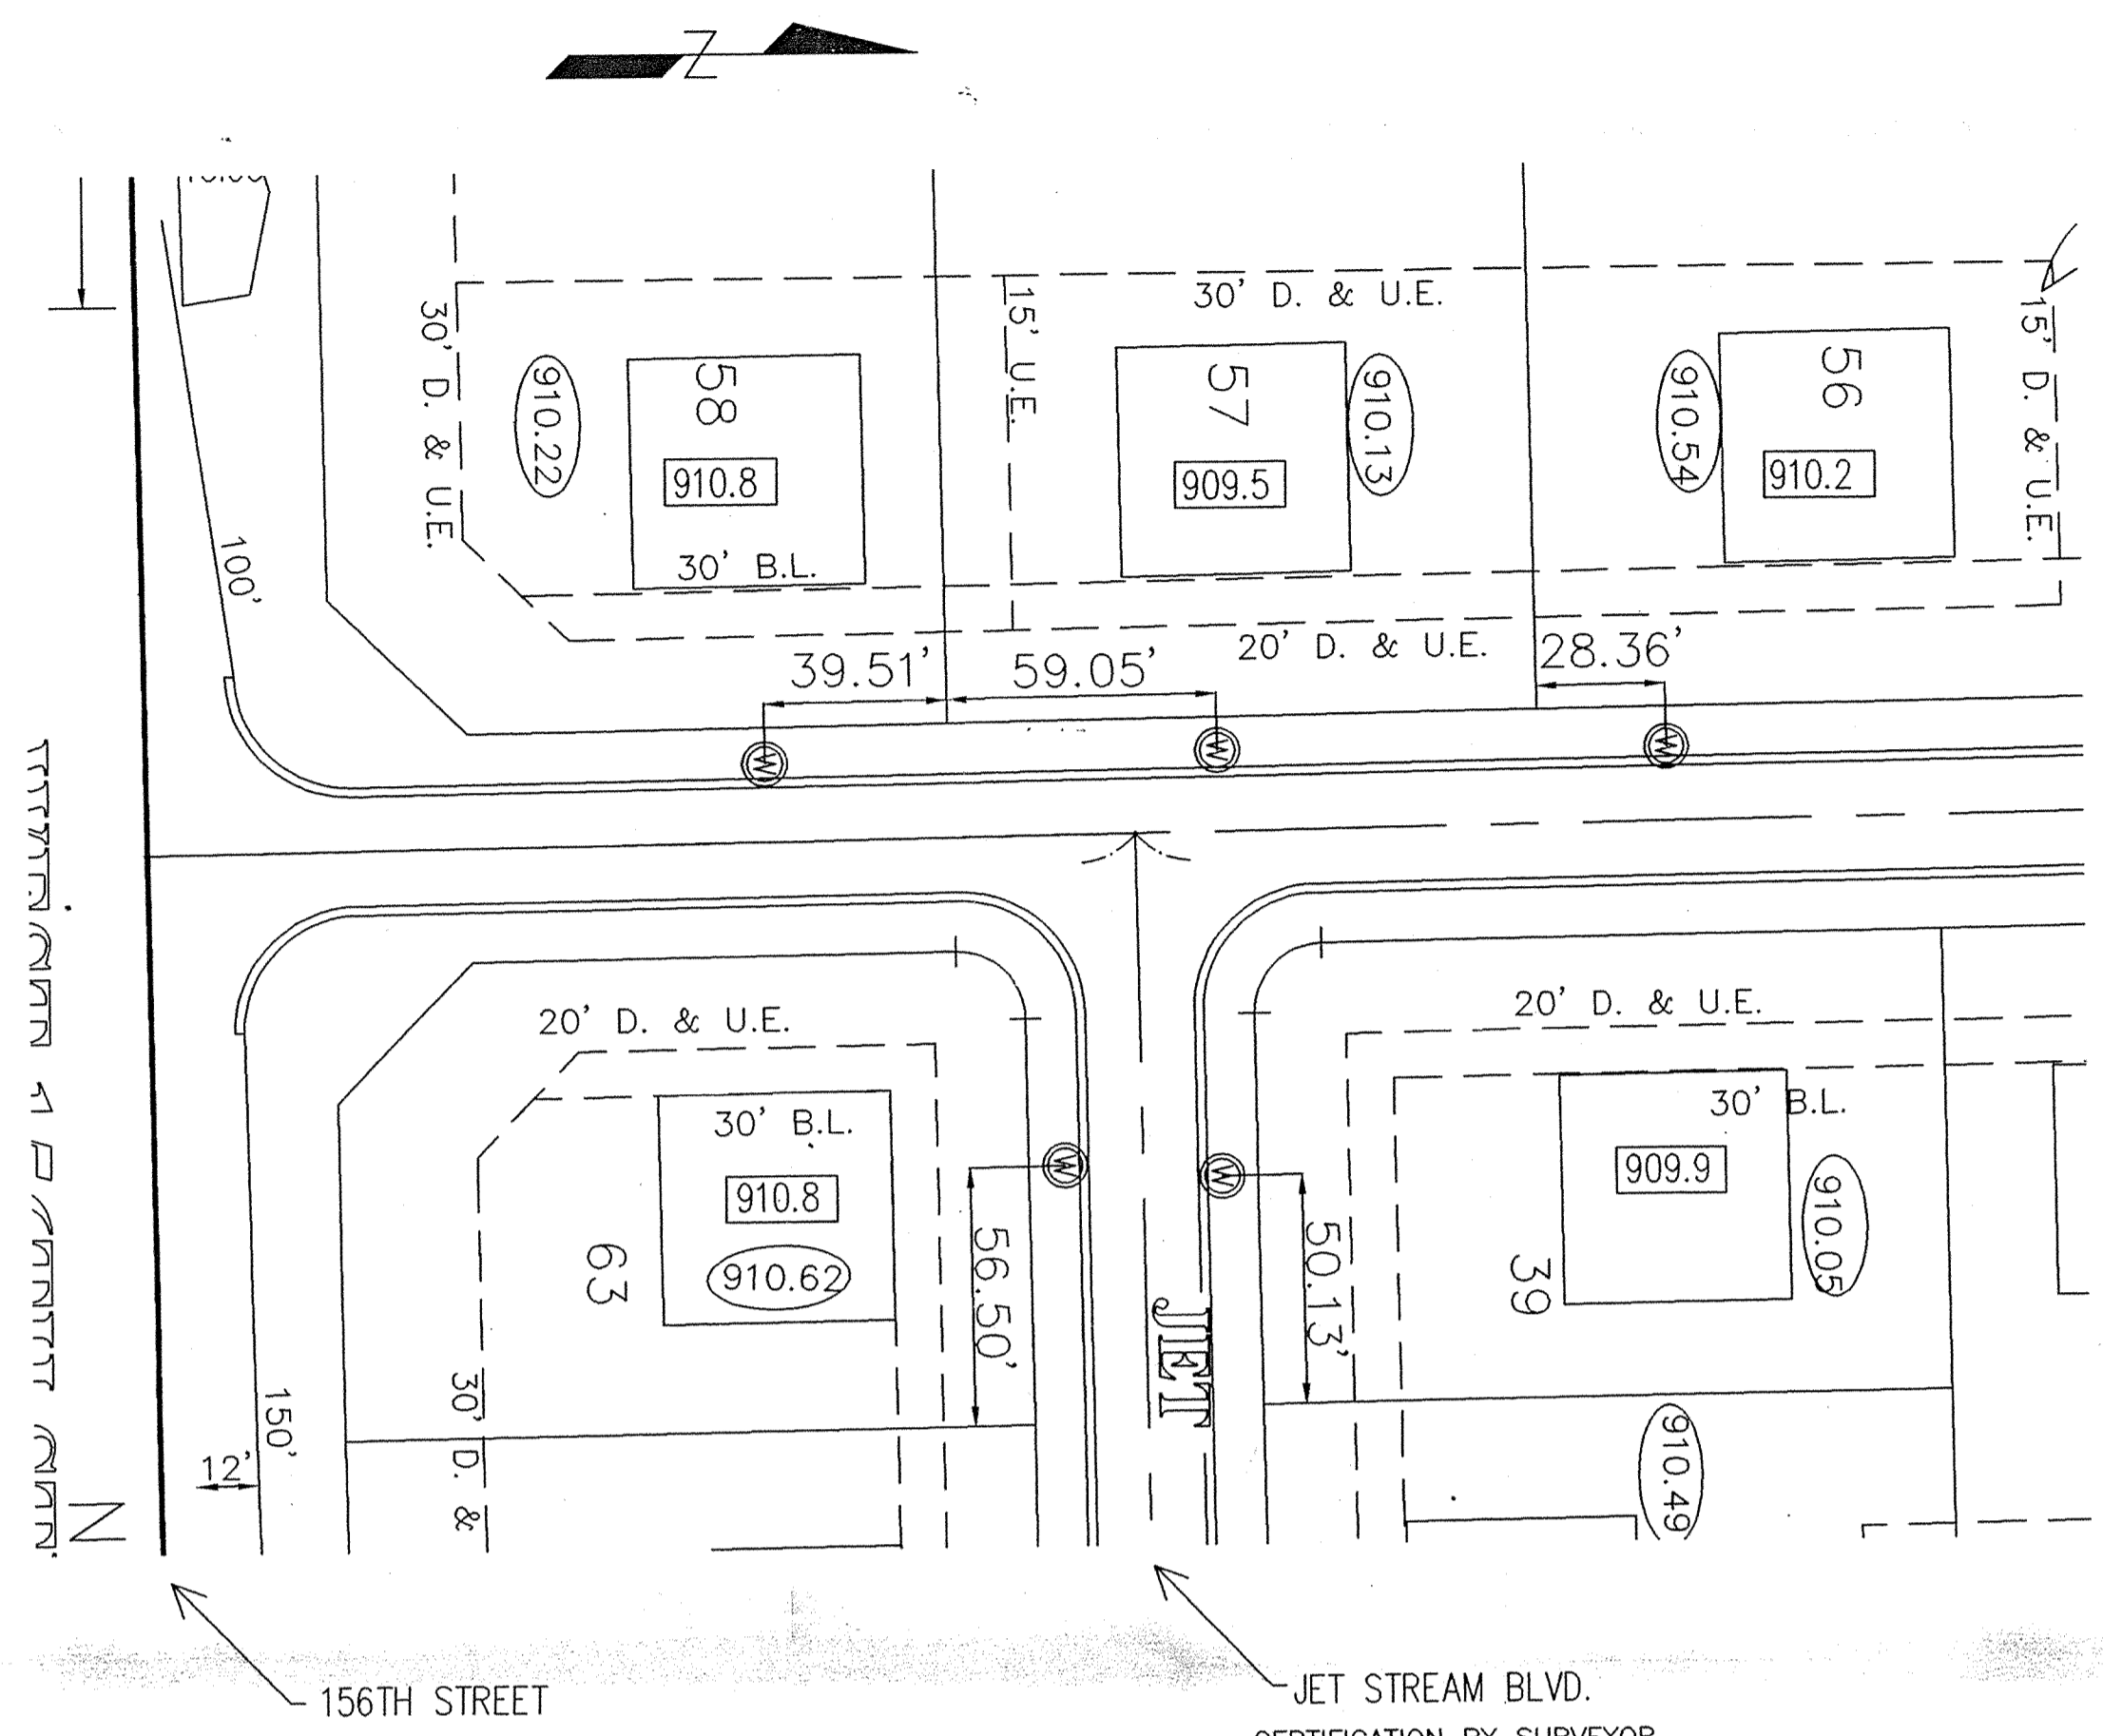 N
30' D. & U.E.
15' U.E.
30' D. & U.E.
15' D. & U.E.
910.22
58
910.8
30' B.L.
57
909.5
910.13
910.54
56
910.2
100'
20' D. & U.E.
39.51'
59.05'
28.36'
W
W
W
20' D. & U.E.
20' D. & U.E.
30' B.L.
910.8
910.62
63
W
56.50'
W
50.13'
30' B.L.
909.9
910.05
39
JET
30' D. &
150'
12'
910.49
N
156TH STREET
JET STREAM BLVD.
CERTIFICATION BY SURVEYOR